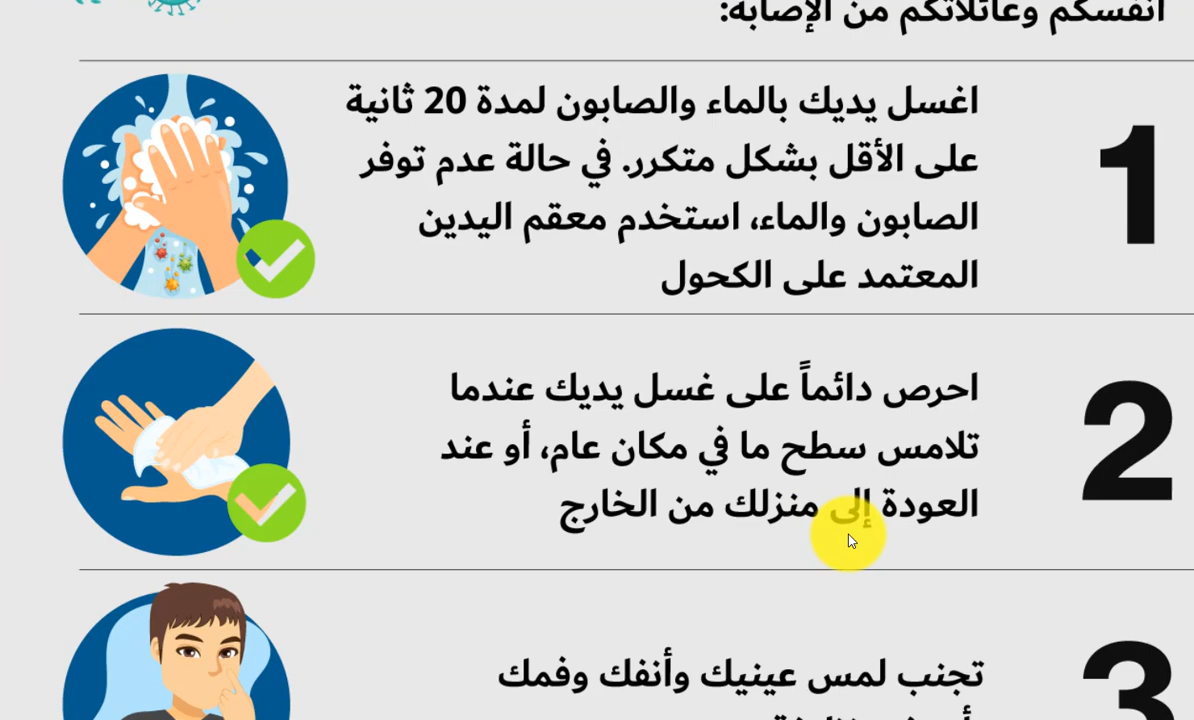 أنفسكم وعائلاتكم من الإصابة:
1
اغسل يديك بالماء والصابون لمدة 20 ثانية
على الأقل بشكل متكرر. في حالة عدم توفر
الصابون والماء، استخدم معقم اليدين
المعتمد على الكحول
2
احرص دائماً على غسل يديك عندما
تلامس سطح ما في مكان عام، أو عند
العودة إلى منزلك من الخارج
3
تجنب لمس عينيك وأنفك وفمك